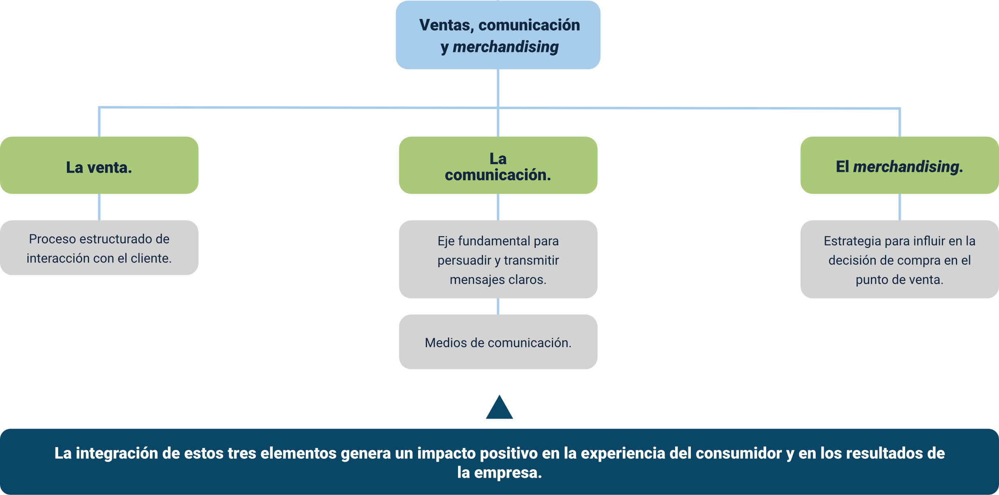 Ventas, comunicación
y merchandising
La venta.
La
comunicación.
El merchandising.
Proceso estructurado de
interacción con el cliente.
Eje fundamental para
persuadir y transmitir
mensajes claros.
Estrategia para influir en la
decisión de compra en el
punto de venta.
Medios de comunicación.
La integración de estos tres elementos genera un impacto positivo en la experiencia del consumidor y en los resultados de
la empresa.